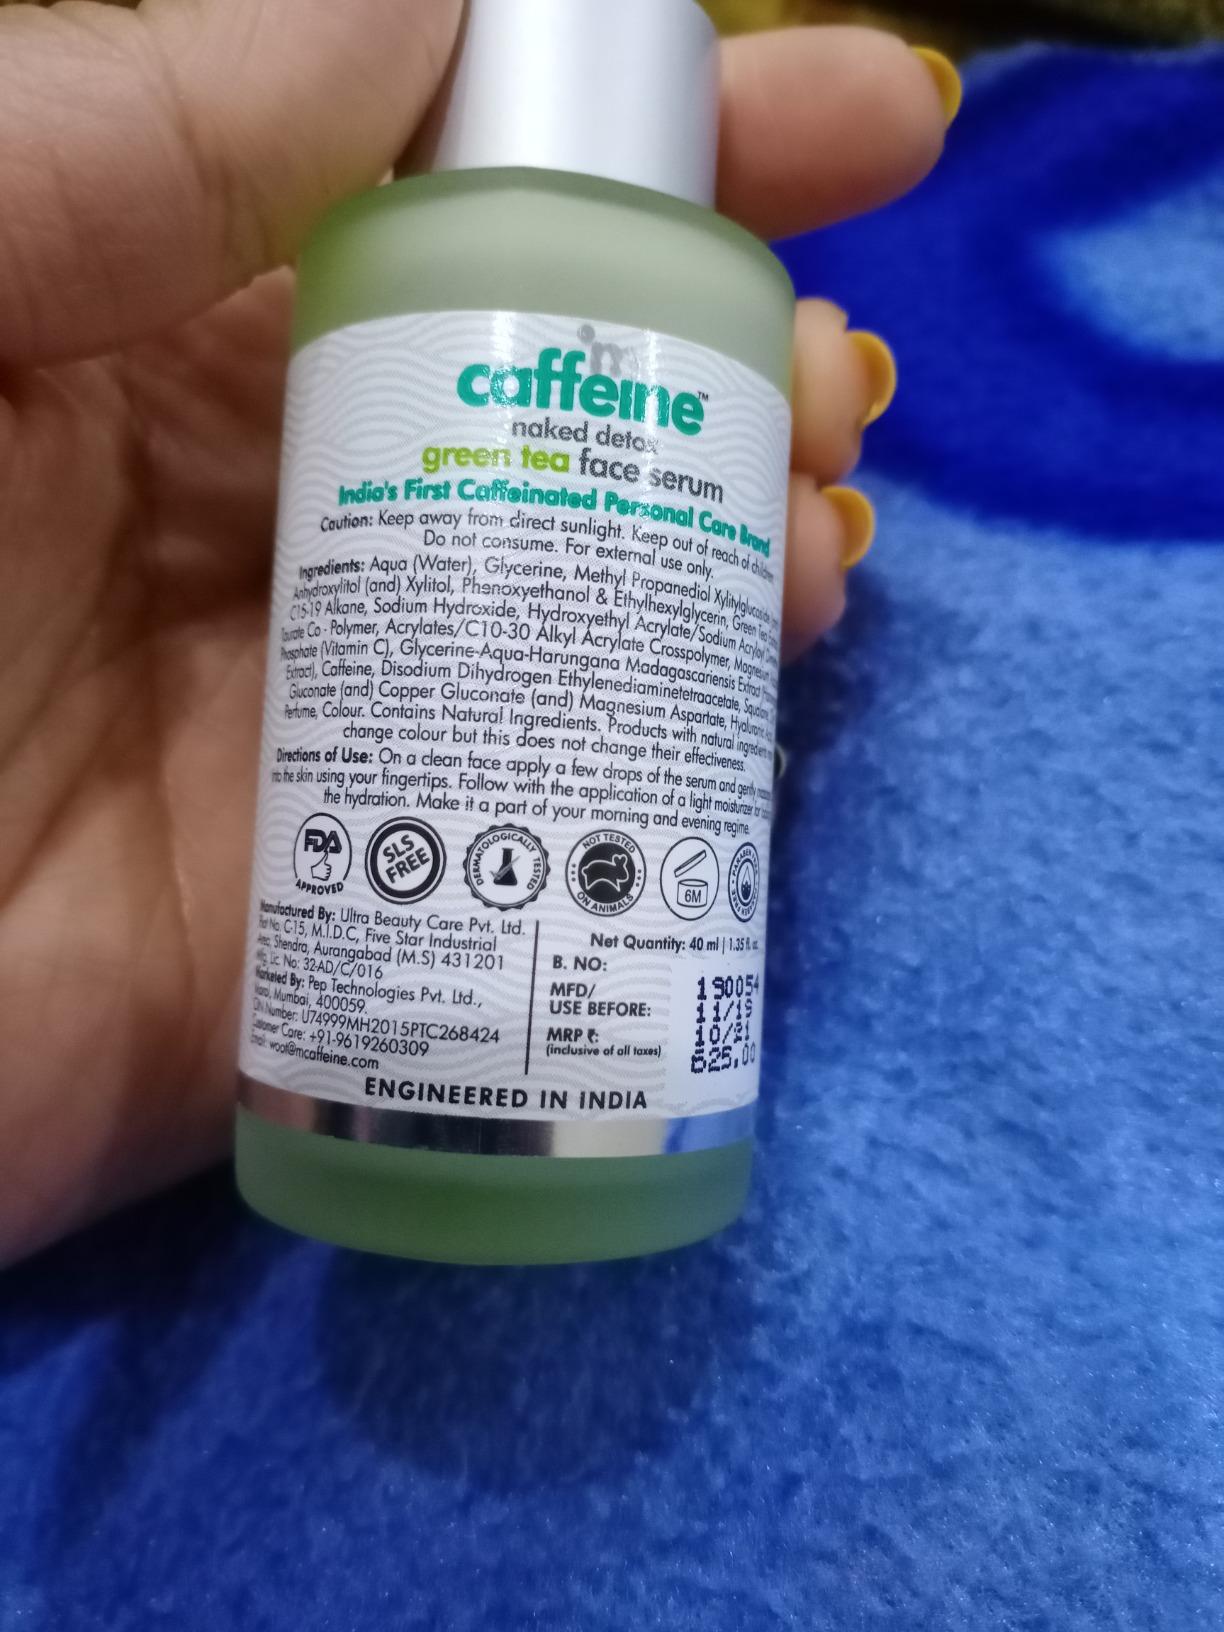 m
caffeine™
naked detox
green tea face serum
India's First Caffeinated Personal Care Brand
Caution: Keep away from direct sunlight. Keep out of reach of children.
Do not consume. For external use only.
Ingredients: Aqua (Water), Glycerine, Methyl Propanediol Xylitylglucoside
Anhydroxylitol (and) Xylitol, Phenoxyethanol & Ethylhexylglycerin, Green Tea
C15-19 Alkane, Sodium Hydroxide, Hydroxyethyl Acrylate/Sodium Acryloyl
Taurate Co - Polymer, Acrylates/C10-30 Alkyl Acrylate Crosspolymer, Magnesium
Phosphate (Vitamin C), Glycerine-Aqua-Harungana Madagascariensis Extract
Extract), Caffeine, Disodium Dihydrogen Ethylenediaminetetraacetate,
Gluconate (and) Copper Gluconate (and) Magnesium Aspartate, Hyaluronic
Perfume, Colour. Contains Natural Ingredients. Products with natural ingredients
change colour but this does not change their effectiveness.
Directions of Use: On a clean face apply a few drops of the serum and gently
into the skin using your fingertips. Follow with the application of a light moisturizer
the hydration. Make it a part of your morning and evening regime.
FDA
APPROVED
SLS
FREE
DERMATOLOGICALLY TESTED
NOT TESTED
ON ANIMALS
6M
PARABEN
Manufactured By: Ultra Beauty Care Pvt. Ltd.
Plot No. C-15, M.I.D.C, Five Star Industrial
Area, Shendra, Aurangabad (M.S) 431201
Mfg. Lic. No: 32-AD/C/016
Marketed By: Pep Technologies Pvt. Ltd.,
Marol, Mumbai, 400059.
CIN Number: U74999MH2015PTC268424
Customer Care: +91-9619260309
Email: woot@mcaffeine.com
Net Quantity: 40 ml | 1.35 fl.
B. NO: 190054
MFD/ 11/19
USE BEFORE: 10/21
MRP ₹: 625.00
(inclusive of all taxes)
ENGINEERED IN INDIA